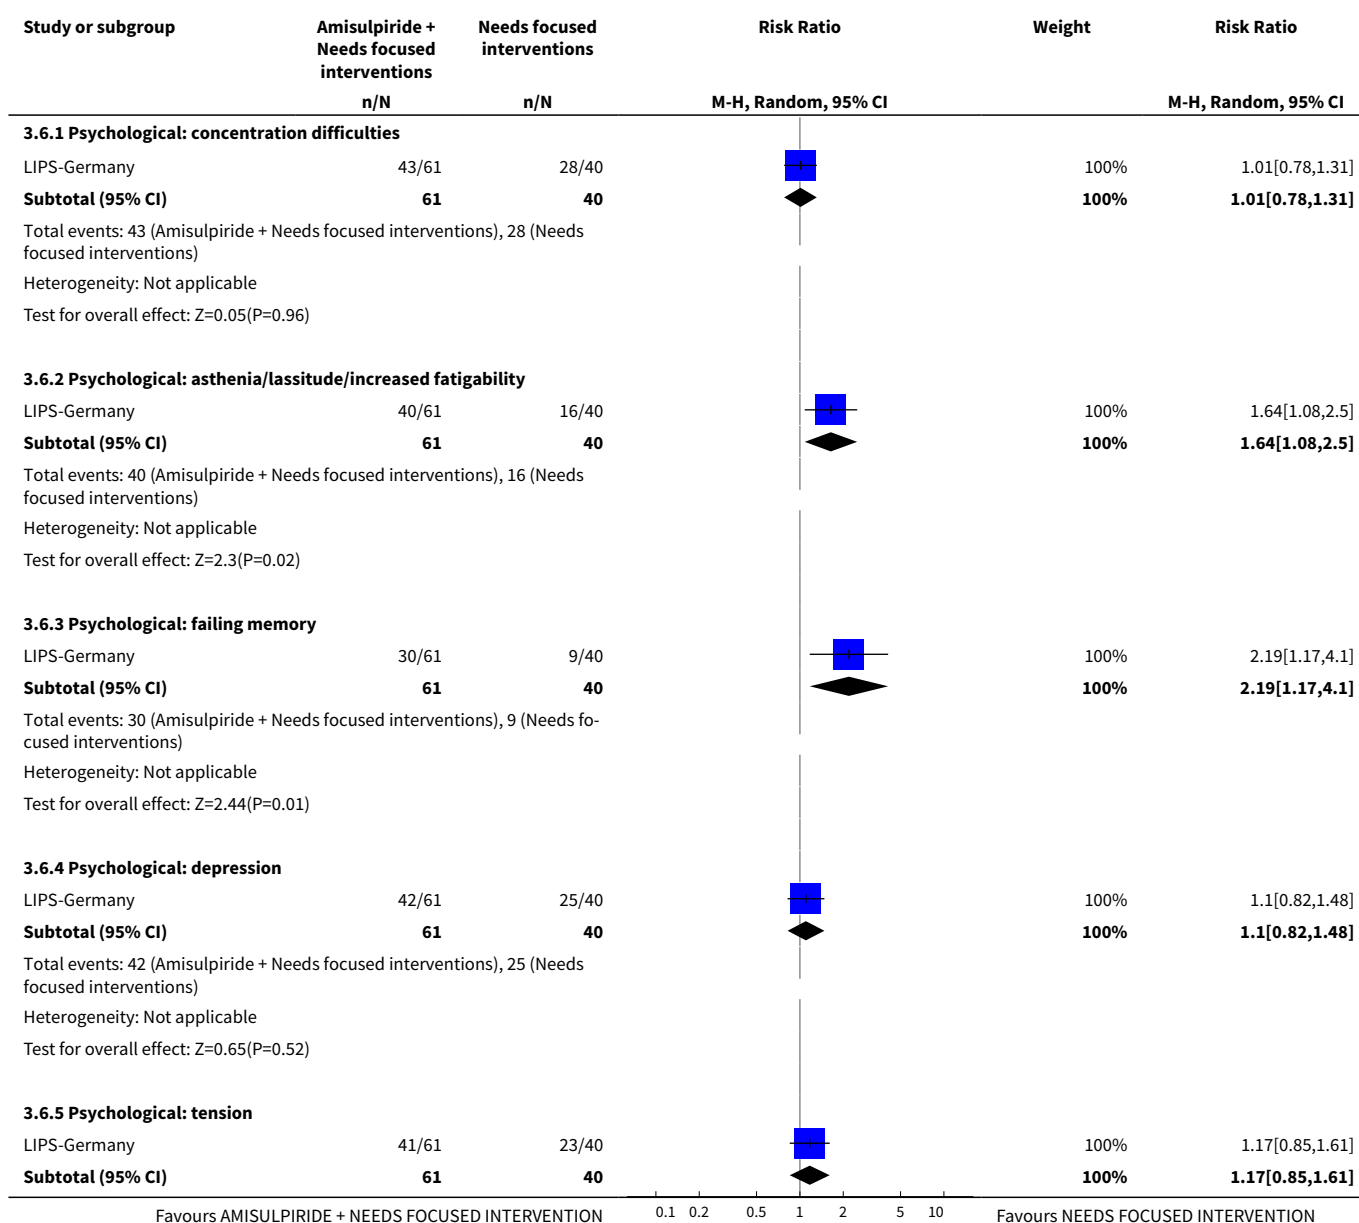 Study or subgroup Amisulpiride + Needs focused Risk Ratio Weight Risk Ratio
Needs focused interventions
interventions
n/N n/N M-H, Random, 95% CI M-H, Random, 95% CI
3.6.1 Psychological: concentration difficulties
LIPS-Germany 43/61 28/40 100% 1.01[0.78,1.31]
Subtotal (95% CI) 61 40 100% 1.01[0.78,1.31]
Total events: 43 (Amisulpiride + Needs focused interventions), 28 (Needs
focused interventions)
Heterogeneity: Not applicable
Test for overall effect: Z=0.05(P=0.96)
3.6.2 Psychological: asthenia/lassitude/increased fatigability
LIPS-Germany 40/61 16/40 100% 1.64[1.08,2.5]
Subtotal (95% CI) 61 40 100% 1.64[1.08,2.5]
Total events: 40 (Amisulpiride + Needs focused interventions), 16 (Needs
focused interventions)
Heterogeneity: Not applicable
Test for overall effect: Z=2.3(P=0.02)
3.6.3 Psychological: failing memory
LIPS-Germany 30/61 9/40 100% 2.19[1.17,4.1]
Subtotal (95% CI) 61 40 100% 2.19[1.17,4.1]
Total events: 30 (Amisulpiride + Needs focused interventions), 9 (Needs fo-
cused interventions)
Heterogeneity: Not applicable
Test for overall effect: Z=2.44(P=0.01)
3.6.4 Psychological: depression
LIPS-Germany 42/61 25/40 100% 1.1[0.82,1.48]
Subtotal (95% CI) 61 40 100% 1.1[0.82,1.48]
Total events: 42 (Amisulpiride + Needs focused interventions), 25 (Needs
focused interventions)
Heterogeneity: Not applicable
Test for overall effect: Z=0.65(P=0.52)
3.6.5 Psychological: tension
LIPS-Germany 41/61 23/40 100% 1.17[0.85,1.61]
Subtotal (95% CI) 61 40 100% 1.17[0.85,1.61]
Favours AMISULPIRIDE + NEEDS FOCUSED INTERVENTION 0.1 0.2 0.5 1 2 5 10 Favours NEEDS FOCUSED INTERVENTION